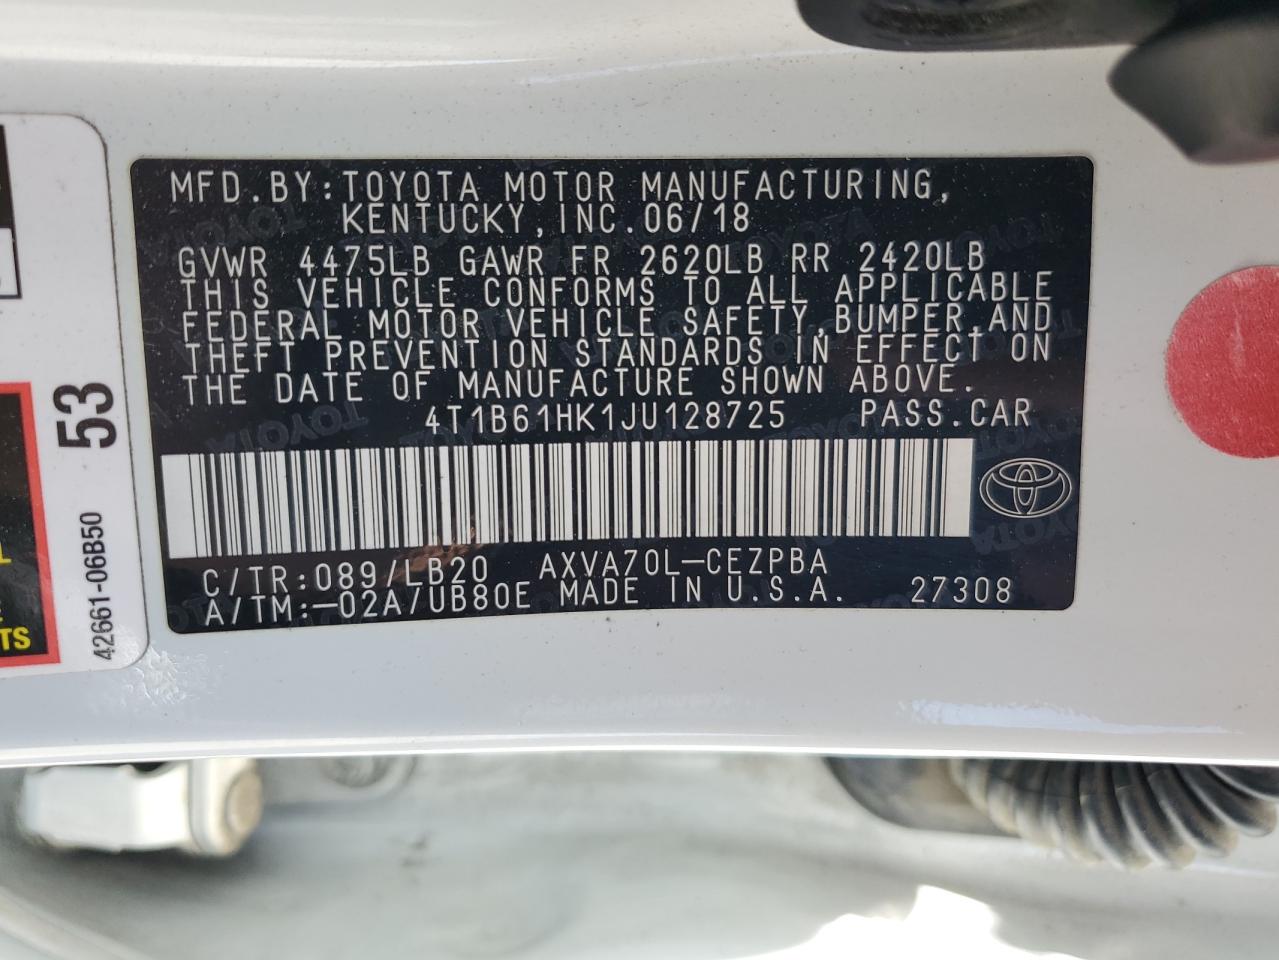 MFD.BY:TOYOTA MOTOR MANUFACTURING,
KENTUCKY,INC.06/18
GVWR 4475LB GAWR FR 2620LB RR 2420LB
THIS VEHICLE CONFORMS TO ALL APPLICABLE
FEDERAL MOTOR VEHICLE SAFETY,BUMPER,AND
THEFT PREVENTION STANDARDS IN EFFECT ON
THE DATE OF MANUFACTURE SHOWN ABOVE.
4T1B61HK1JU128725 PASS.CAR
C/TR:089/LB20 AXVA70L-CEZPBA
A/TM:-02A/UB80E MADE IN U.S.A. 27308
53
42661-06B50
TS